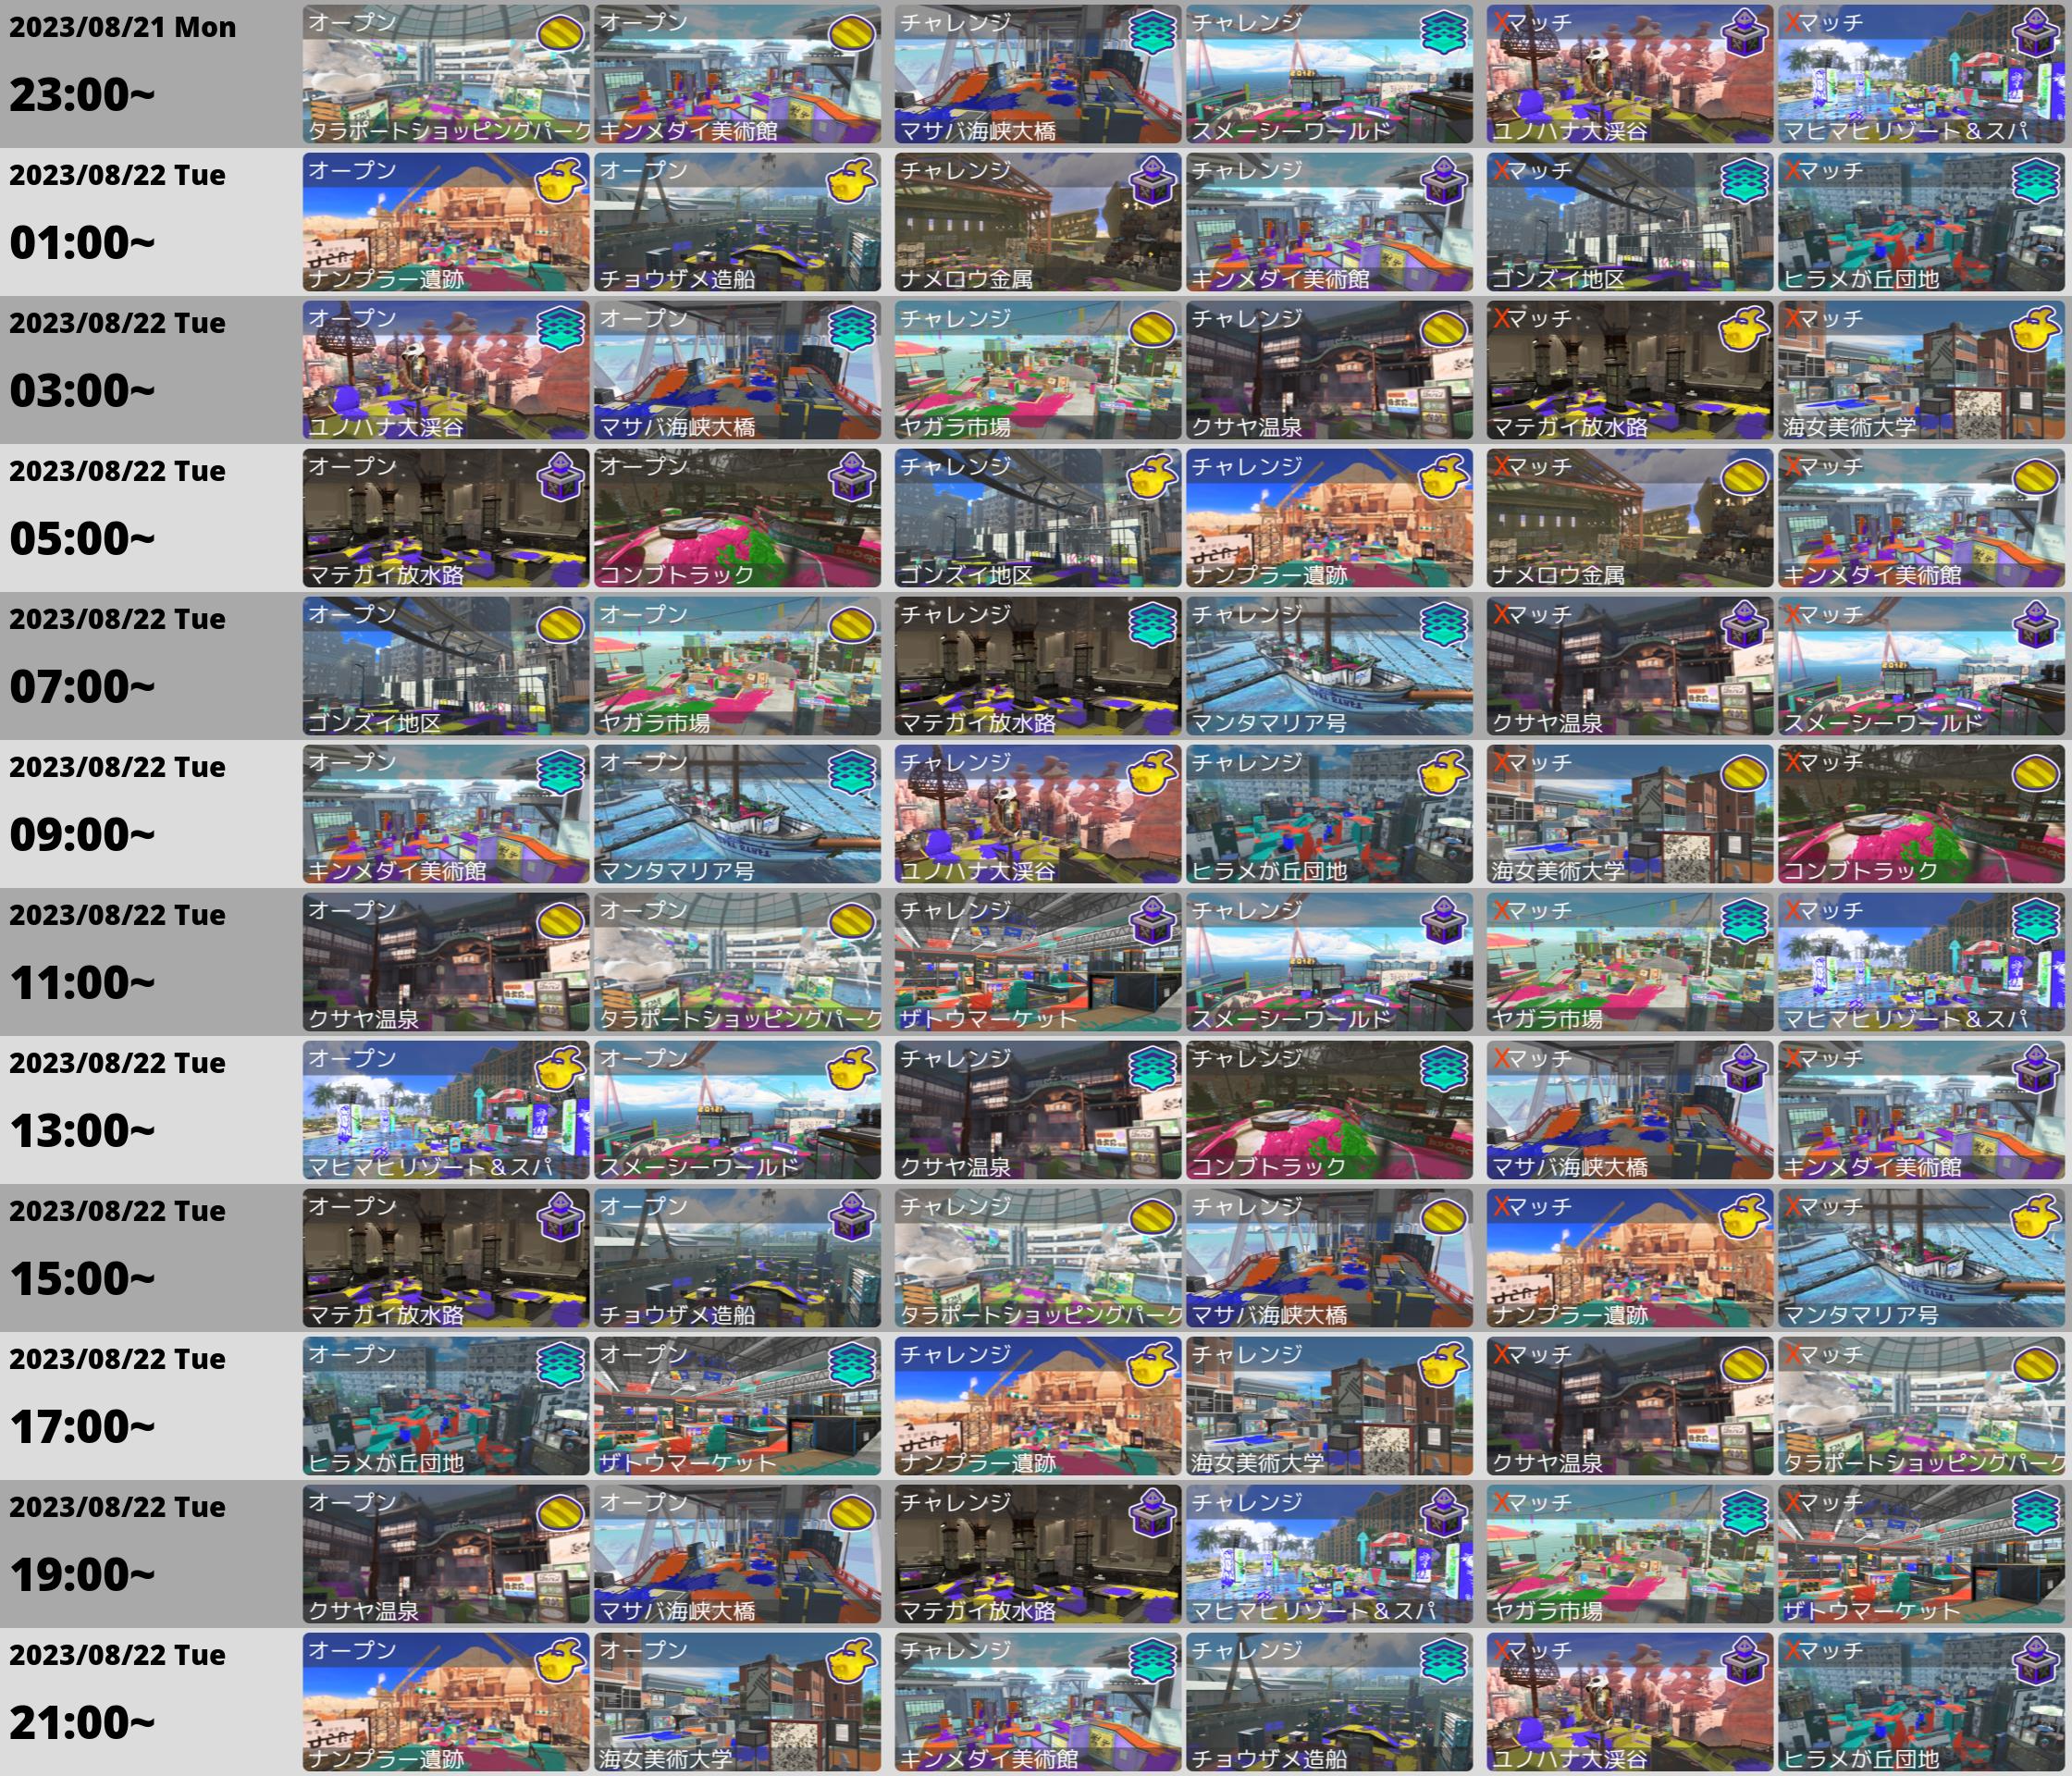 2023/08/21 Mon
23:00~
オープン オープン チャレンジ チャレンジ Xマッチ Xマッチ
タラポートショッピングパーク キンメダイ美術館 マサバ海峡大橋 スメーシーワールド ユノハナ大渓谷 マヒマヒリゾート＆スパ
2023/08/22 Tue
01:00~
オープン オープン チャレンジ チャレンジ Xマッチ Xマッチ
ナンプラー遺跡 チョウザメ造船 ナメロウ金属 キンメダイ美術館 ゴンズイ地区 ヒラメが丘団地
2023/08/22 Tue
03:00~
オープン オープン チャレンジ チャレンジ Xマッチ Xマッチ
ユノハナ大渓谷 マサバ海峡大橋 ヤガラ市場 クサヤ温泉 マテガイ放水路 海女美術大学
2023/08/22 Tue
05:00~
オープン オープン チャレンジ チャレンジ Xマッチ Xマッチ
マテガイ放水路 コンブトラック ゴンズイ地区 ナンプラー遺跡 ナメロウ金属 キンメダイ美術館
2023/08/22 Tue
07:00~
オープン オープン チャレンジ チャレンジ Xマッチ Xマッチ
ゴンズイ地区 ヤガラ市場 マテガイ放水路 マンタマリア号 クサヤ温泉 スメーシーワールド
2023/08/22 Tue
09:00~
オープン オープン チャレンジ チャレンジ Xマッチ Xマッチ
キンメダイ美術館 マンタマリア号 ユノハナ大渓谷 ヒラメが丘団地 海女美術大学 コンブトラック
2023/08/22 Tue
11:00~
オープン オープン チャレンジ チャレンジ Xマッチ Xマッチ
クサヤ温泉 タラポートショッピングパーク ザトウマーケット スメーシーワールド ヤガラ市場 マヒマヒリゾート＆スパ
2023/08/22 Tue
13:00~
オープン オープン チャレンジ チャレンジ Xマッチ Xマッチ
マヒマヒリゾート＆スパ スメーシーワールド クサヤ温泉 コンブトラック マサバ海峡大橋 キンメダイ美術館
2023/08/22 Tue
15:00~
オープン オープン チャレンジ チャレンジ Xマッチ Xマッチ
マテガイ放水路 チョウザメ造船 タラポートショッピングパーク マサバ海峡大橋 ナンプラー遺跡 マンタマリア号
2023/08/22 Tue
17:00~
オープン オープン チャレンジ チャレンジ Xマッチ Xマッチ
ヒラメが丘団地 ザトウマーケット ナンプラー遺跡 海女美術大学 クサヤ温泉 タラポートショッピングパーク
2023/08/22 Tue
19:00~
オープン オープン チャレンジ チャレンジ Xマッチ Xマッチ
クサヤ温泉 マサバ海峡大橋 マテガイ放水路 マヒマヒリゾート＆スパ ヤガラ市場 ザトウマーケット
2023/08/22 Tue
21:00~
オープン オープン チャレンジ チャレンジ Xマッチ Xマッチ
ナンプラー遺跡 海女美術大学 キンメダイ美術館 チョウザメ造船 ユノハナ大渓谷 ヒラメが丘団地